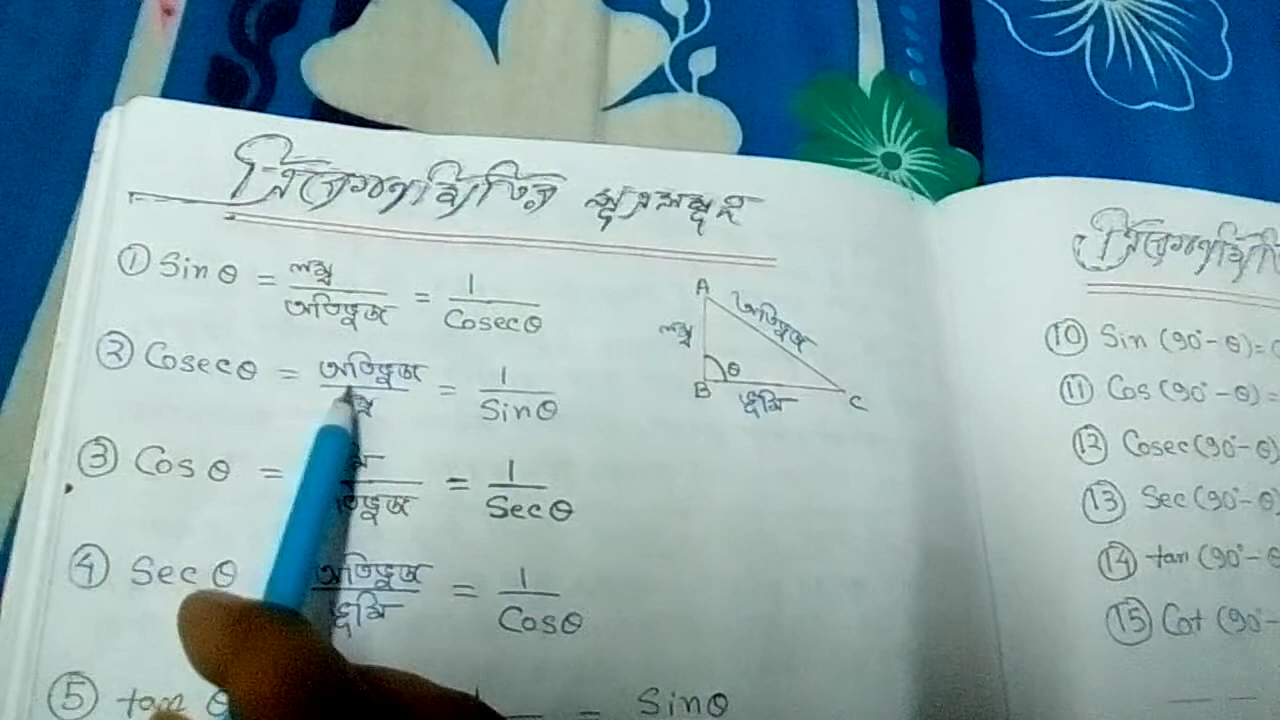 ত্রিকোণমিতির সূত্রসমূহ
① Sinθ = লম্ব / অতিভূজ = 1 / Cosecθ
② Cosecθ = অতিভূজ / ম্ব = 1 / Sinθ
③ Cosθ = মি / তিভূজ = 1 / Secθ
④ Secθ অতিভূজ / ভূমি = 1 / Cosθ
⑤ tan θ = Sinθ
A
লম্ব অতিভূজ
θ
B ভূমি C
ত্রিকোণমি
⑩ Sin (90°-θ) =
⑪ Cos (90°-θ) =
⑫ Cosec (90°-θ)
⑬ Sec (90°-θ)
⑭ tan (90°-θ
⑮ Cot (90°-